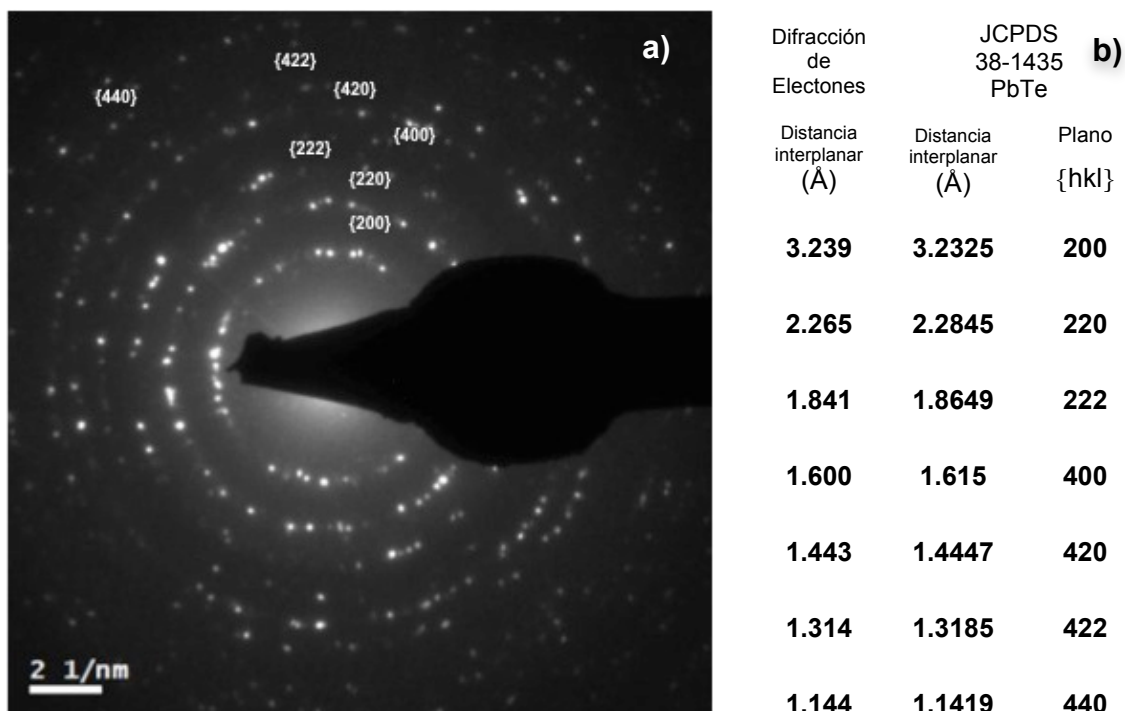 a)
{422}
{420}
{440}
{400}
{222}
{220}
{200}
2 1/nm
b)
Difracción
de
Electones
JCPDS
38-1435
PbTe
Distancia
interplanar
(Å)
Distancia
interplanar
(Å)
Plano
{hkl}
3.239 3.2325 200
2.265 2.2845 220
1.841 1.8649 222
1.600 1.615 400
1.443 1.4447 420
1.314 1.3185 422
1.144 1.1419 440